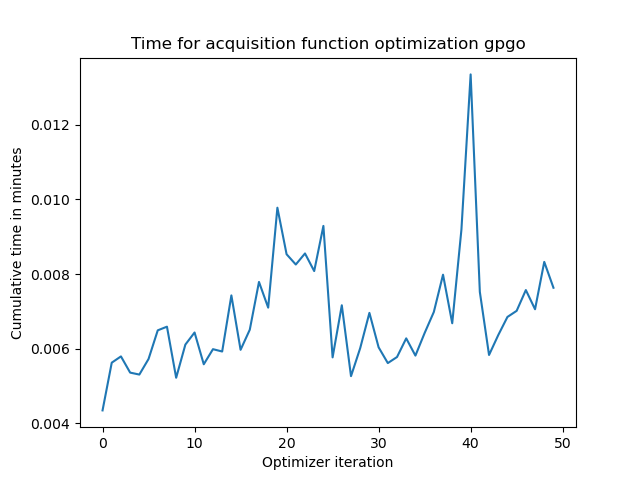 Time for acquisition function optimization gpgo
Cumulative time in minutes
0.012
0.010
0.008
0.006
0.004
0 10 20 30 40 50
Optimizer iteration